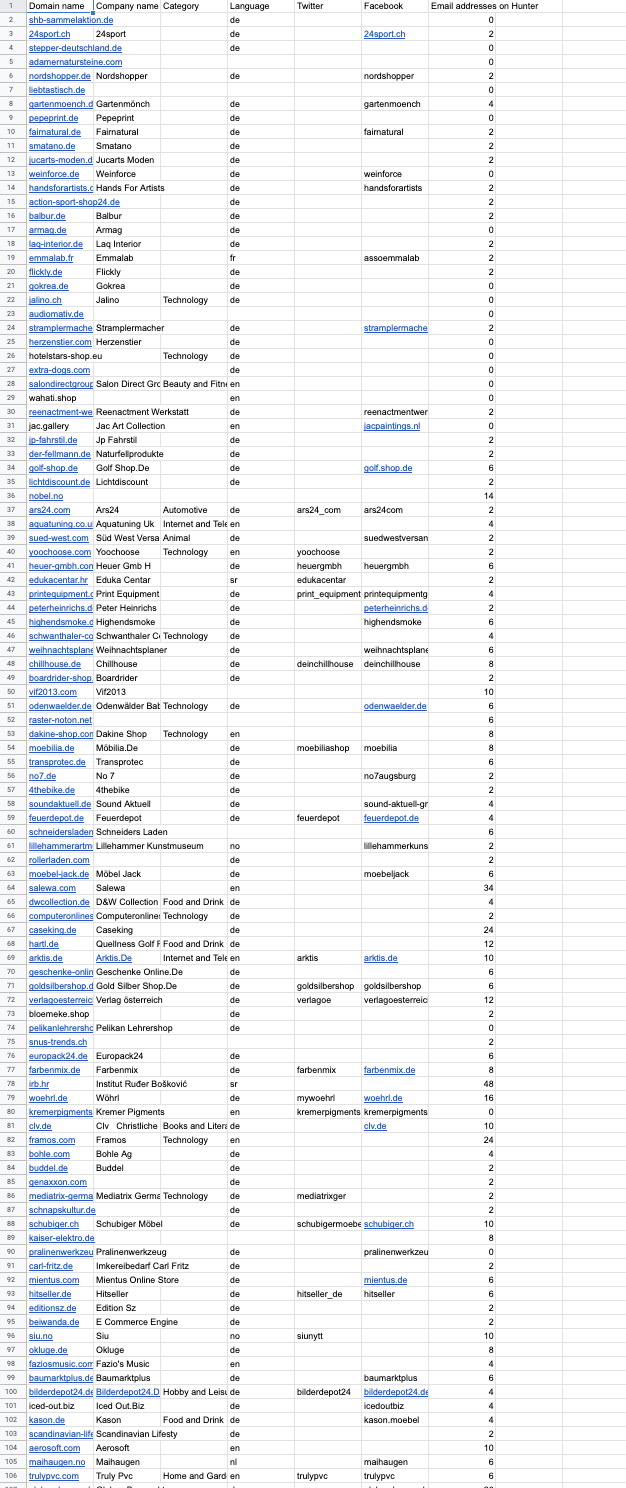 1 Domain name Company name Category Language Twitter Facebook Email addresses on Hunter
2 shb-sammelaktion.de de 0
3 24sport.ch 24sport de 24sport.ch 2
4 stepper-deutschland.de de 0
5 adamernatursteine.com 0
6 nordshopper.de Nordshopper de nordshopper 2
7 liebtastisch.de 0
8 gartenmoench.d Gartenmönch de gartenmoench 4
9 pepeprint.de Pepeprint de 0
10 fairnatural.de Fairnatural de fairnatural 2
11 smatano.de Smatano de 2
12 jucarts-moden.d Jucarts Moden de 2
13 weinforce.de Weinforce de weinforce 0
14 handsforartists.c Hands For Artists de handsforartists 2
15 action-sport-shop24.de de 2
16 balbur.de Balbur de 2
17 armag.de Armag de 0
18 laq-interior.de Laq Interior de 2
19 emmalab.fr Emmalab fr assoemmalab 2
20 flickly.de Flickly de 2
21 gokrea.de Gokrea de 0
22 jalino.ch Jalino Technology de 0
23 audiomativ.de 0
24 stramplermache Stramplermacher de stramplermache 2
25 herzenstier.com Herzenstier de 0
26 hotelstars-shop.eu Technology de 0
27 extra-dogs.com de 0
28 salondirectgroup Salon Direct Grc Beauty and Fitne en 0
29 wahati.shop en 0
30 reenactment-we Reenactment Werkstatt de reenactmentwer 2
31 jac.gallery Jac Art Collection en jacpaintings.nl 0
32 jp-fahrstil.de Jp Fahrstil de 2
33 der-fellmann.de Naturfellprodukte de 2
34 golf-shop.de Golf Shop.De de golf.shop.de 6
35 lichtdiscount.de Lichtdiscount de 2
36 nobel.no 14
37 ars24.com Ars24 Automotive de ars24_com ars24com 2
38 aquatuning.co.u Aquatuning Uk Internet and Tele en 4
39 sued-west.com Süd West Versa Animal de suedwestversan 2
40 yoochoose.com Yoochoose Technology en yoochoose 2
41 heuer-gmbh.com Heuer Gmb H de heuergmbh heuergmbh 6
42 edukacentar.hr Eduka Centar sr edukacentar 2
43 printequipment.c Print Equipment de print_equipment printequipmentg 4
44 peterheinrichs.d Peter Heinrichs de peterheinrichs.de 2
45 highendsmoke.d Highendsmoke de highendsmoke 6
46 schwanthaler-co Schwanthaler Co Technology de 4
47 weihnachtsplane Weihnachtsplaner de weihnachtsplane 6
48 chillhouse.de Chillhouse de deinchillhouse deinchillhouse 8
49 boardrider-shop. Boardrider de 2
50 vif2013.com Vif2013 10
51 odenwaelder.de Odenwälder Bab Technology de odenwaelder.de 6
52 raster-noton.net 6
53 dakine-shop.com Dakine Shop Technology en 8
54 moebilia.de Möbilia.De de moebiliashop moebilia 8
55 transprotec.de Transprotec de 6
56 no7.de No 7 de no7augsburg 2
57 4thebike.de 4thebike de 2
58 soundaktuell.de Sound Aktuell de sound-aktuell-gr 4
59 feuerdepot.de Feuerdepot de feuerdepot feuerdepot.de 4
60 schneidersladen Schneiders Laden 6
61 lillehammerartm Lillehammer Kunstmuseum no lillehammerkuns 2
62 rollerladen.com de 2
63 moebel-jack.de Möbel Jack de moebeljack 6
64 salewa.com Salewa en 34
65 dwcollection.de D&W Collection Food and Drink de 4
66 computeronlines Computeronlines Technology de 2
67 caseking.de Caseking de 24
68 hartl.de Quellness Golf F Food and Drink de 12
69 arktis.de Arktis.De Internet and Tele en arktis arktis.de 10
70 geschenke-onlin Geschenke Online.De de 6
71 goldsilbershop.d Gold Silber Shop.De de goldsilbershop goldsilbershop 6
72 verlagoesterreic Verlag österreich de verlagoe verlagoesterreic 12
73 bloemeke.shop de 2
74 pelikanlehrersho Pelikan Lehrershop de 0
75 snus-trends.ch 2
76 europack24.de Europack24 de 6
77 farbenmix.de Farbenmix de farbenmix farbenmix.de 8
78 irb.hr Institut Ruđer Bošković sr 48
79 woehrl.de Wöhrl de mywoehrl woehrl.de 16
80 kremerpigments Kremer Pigments en kremerpigments kremerpigments 0
81 clv.de Clv Christliche Books and Litera de clv.de 10
82 framos.com Framos Technology en 24
83 bohle.com Bohle Ag de 4
84 buddel.de Buddel de 2
85 genaxxon.com de 2
86 mediatrix-germa Mediatrix Germa Technology de mediatrixger 2
87 schnapskultur.de de 2
88 schubiger.ch Schubiger Möbel de schubigermoebe schubiger.ch 10
89 kaiser-elektro.de 8
90 pralinenwerkzeu Pralinenwerkzeug de pralinenwerkzeu 0
91 carl-fritz.de Imkereibedarf Carl Fritz de 2
92 mientus.com Mientus Online Store de mientus.de 6
93 hitseller.de Hitseller de hitseller_de hitseller 6
94 editionsz.de Edition Sz de 2
95 beiwanda.de E Commerce Engine de 2
96 siu.no Siu no siunytt 10
97 okluge.de Okluge de 8
98 faziosmusic.com Fazio's Music en 4
99 baumarktplus.de Baumarktplus de baumarktplus 6
100 bilderdepot24.de Bilderdepot24.D Hobby and Leisu de bilderdepot24 bilderdepot24.de 4
101 iced-out.biz Iced Out.Biz de icedoutbiz 4
102 kason.de Kason Food and Drink de kason.moebel 4
103 scandinavian-life Scandinavian Lifesty de 2
104 aerosoft.com Aerosoft en 10
105 maihaugen.no Maihaugen nl maihaugen 6
106 trulypvc.com Truly Pvc Home and Gard en trulypvc trulypvc 6